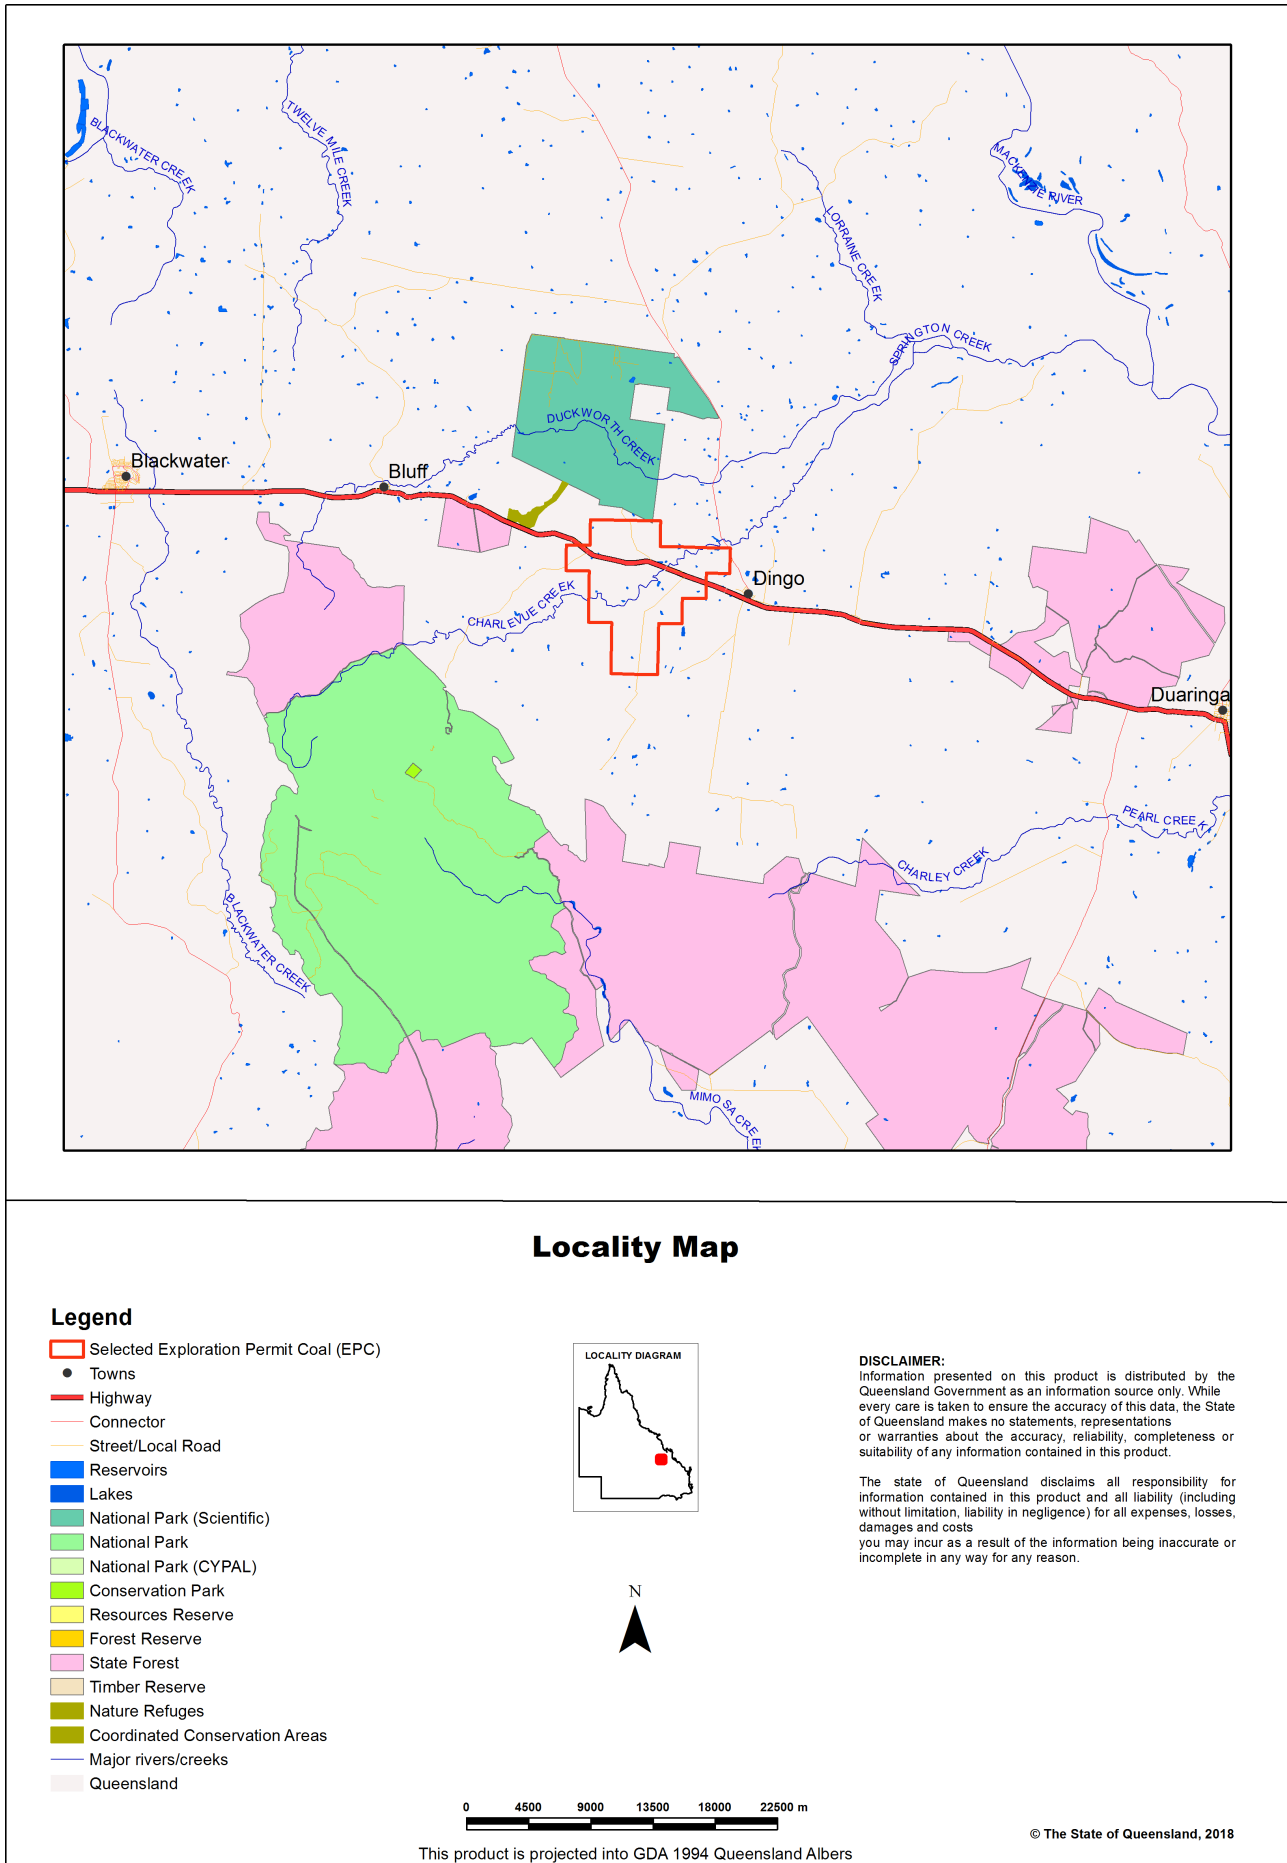 BLACKWATER CREEK
TWELVE MILE CREEK
MACKENZIE RIVER
LORRAINE CREEK
SPRINGTON CREEK
DUCKWORTH CREEK
Blackwater
Bluff
Dingo
CHARLEVUE CREEK
Duaringa
PEARL CREEK
CHARLEY CREEK
BLACKWATER CREEK
MIMOSA CREEK
Locality Map
Legend
Selected Exploration Permit Coal (EPC)
Towns
Highway
Connector
Street/Local Road
Reservoirs
Lakes
National Park (Scientific)
National Park
National Park (CYPAL)
Conservation Park
Resources Reserve
Forest Reserve
State Forest
Timber Reserve
Nature Refuges
Coordinated Conservation Areas
Major rivers/creeks
Queensland
LOCALITY DIAGRAM
N
DISCLAIMER:
Information presented on this product is distributed by the
Queensland Government as an information source only. While
every care is taken to ensure the accuracy of this data, the State
of Queensland makes no statements, representations
or warranties about the accuracy, reliability, completeness or
suitability of any information contained in this product.
The state of Queensland disclaims all responsibility for
information contained in this product and all liability (including
without limitation, liability in negligence) for all expenses, losses,
damages and costs
you may incur as a result of the information being inaccurate or
incomplete in any way for any reason.
0 4500 9000 13500 18000 22500 m
This product is projected into GDA 1994 Queensland Albers
© The State of Queensland, 2018